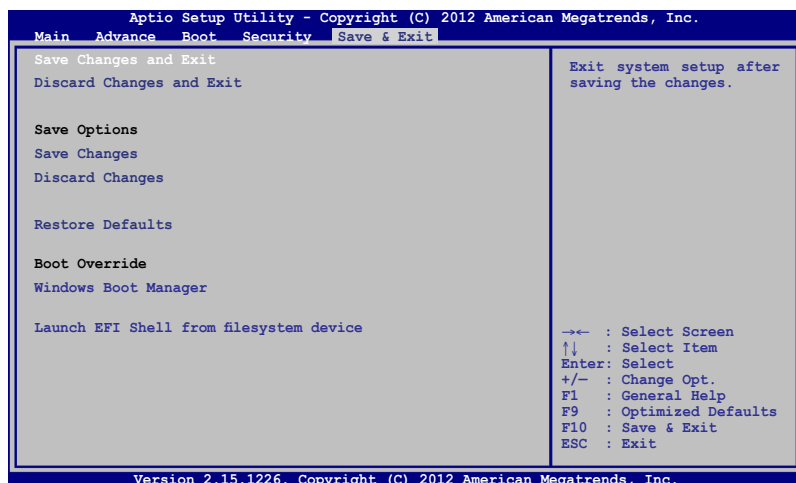 Aptio Setup Utility - Copyright (C) 2012 American Megatrends, Inc.
Main Advance Boot Security Save & Exit
Save Changes and Exit
Discard Changes and Exit
Save Options
Save Changes
Discard Changes
Restore Defaults
Boot Override
Windows Boot Manager
Launch EFI Shell from filesystem device
Exit system setup after
saving the changes.
→← : Select Screen
↑↓ : Select Item
Enter: Select
+/— : Change Opt.
F1 : General Help
F9 : Optimized Defaults
F10 : Save & Exit
ESC : Exit
Version 2.15.1226. Copyright (C) 2012 American Megatrends, Inc.